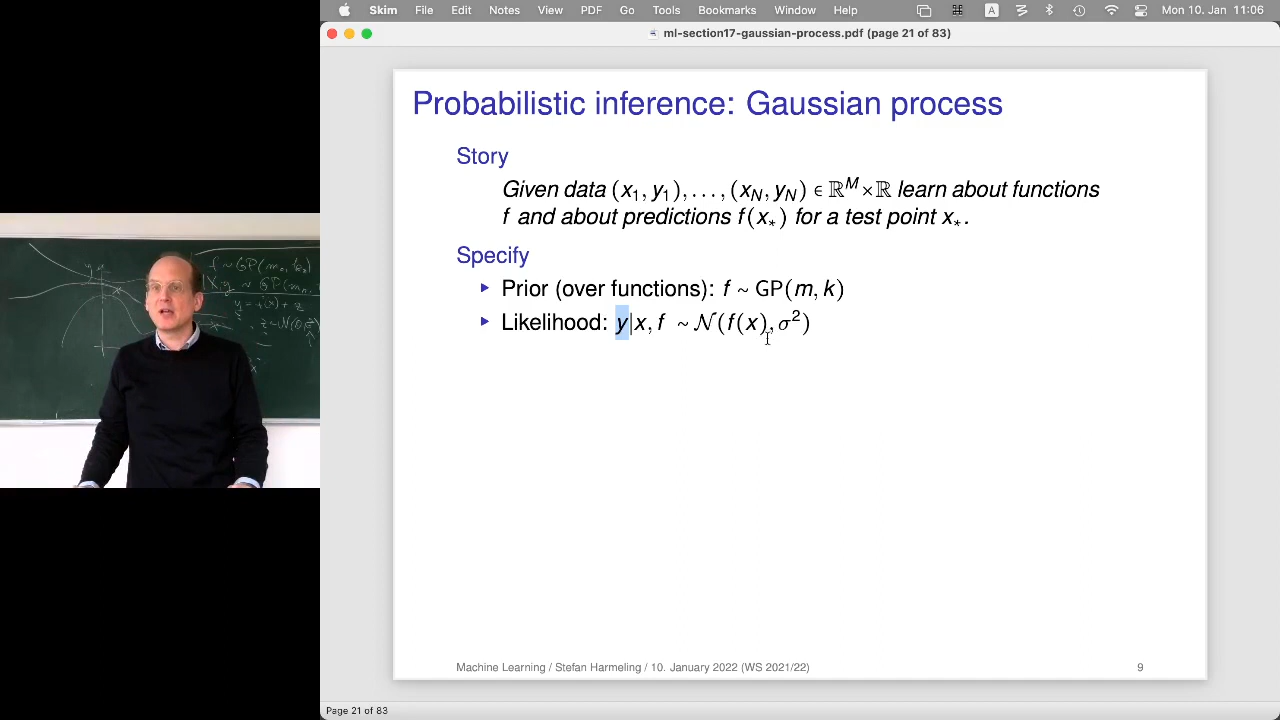 Skim File Edit Notes View PDF Go Tools Bookmarks Window Help A Mon 10. Jan 11:06
ml-section17-gaussian-process.pdf (page 21 of 83)
Probabilistic inference: Gaussian process
Story
Given data (x₁, y₁), . . . , (x_N, y_N) ∈ ℝ^M × ℝ learn about functions
f and about predictions f(x_*) for a test point x_*.
Specify
▸ Prior (over functions): f ~ GP(m, k)
▸ Likelihood: y|x, f ~ 𝒩(f(x), σ²)
Machine Learning / Stefan Harmeling / 10. January 2022 (WS 2021/22) 9
Page 21 of 83